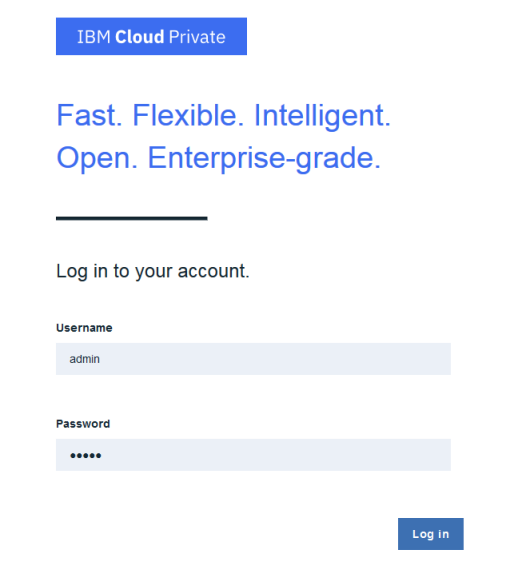 IBM Cloud Private
Fast. Flexible. Intelligent.
Open. Enterprise-grade.
Log in to your account.
Username
admin
Password
•••••
Log in